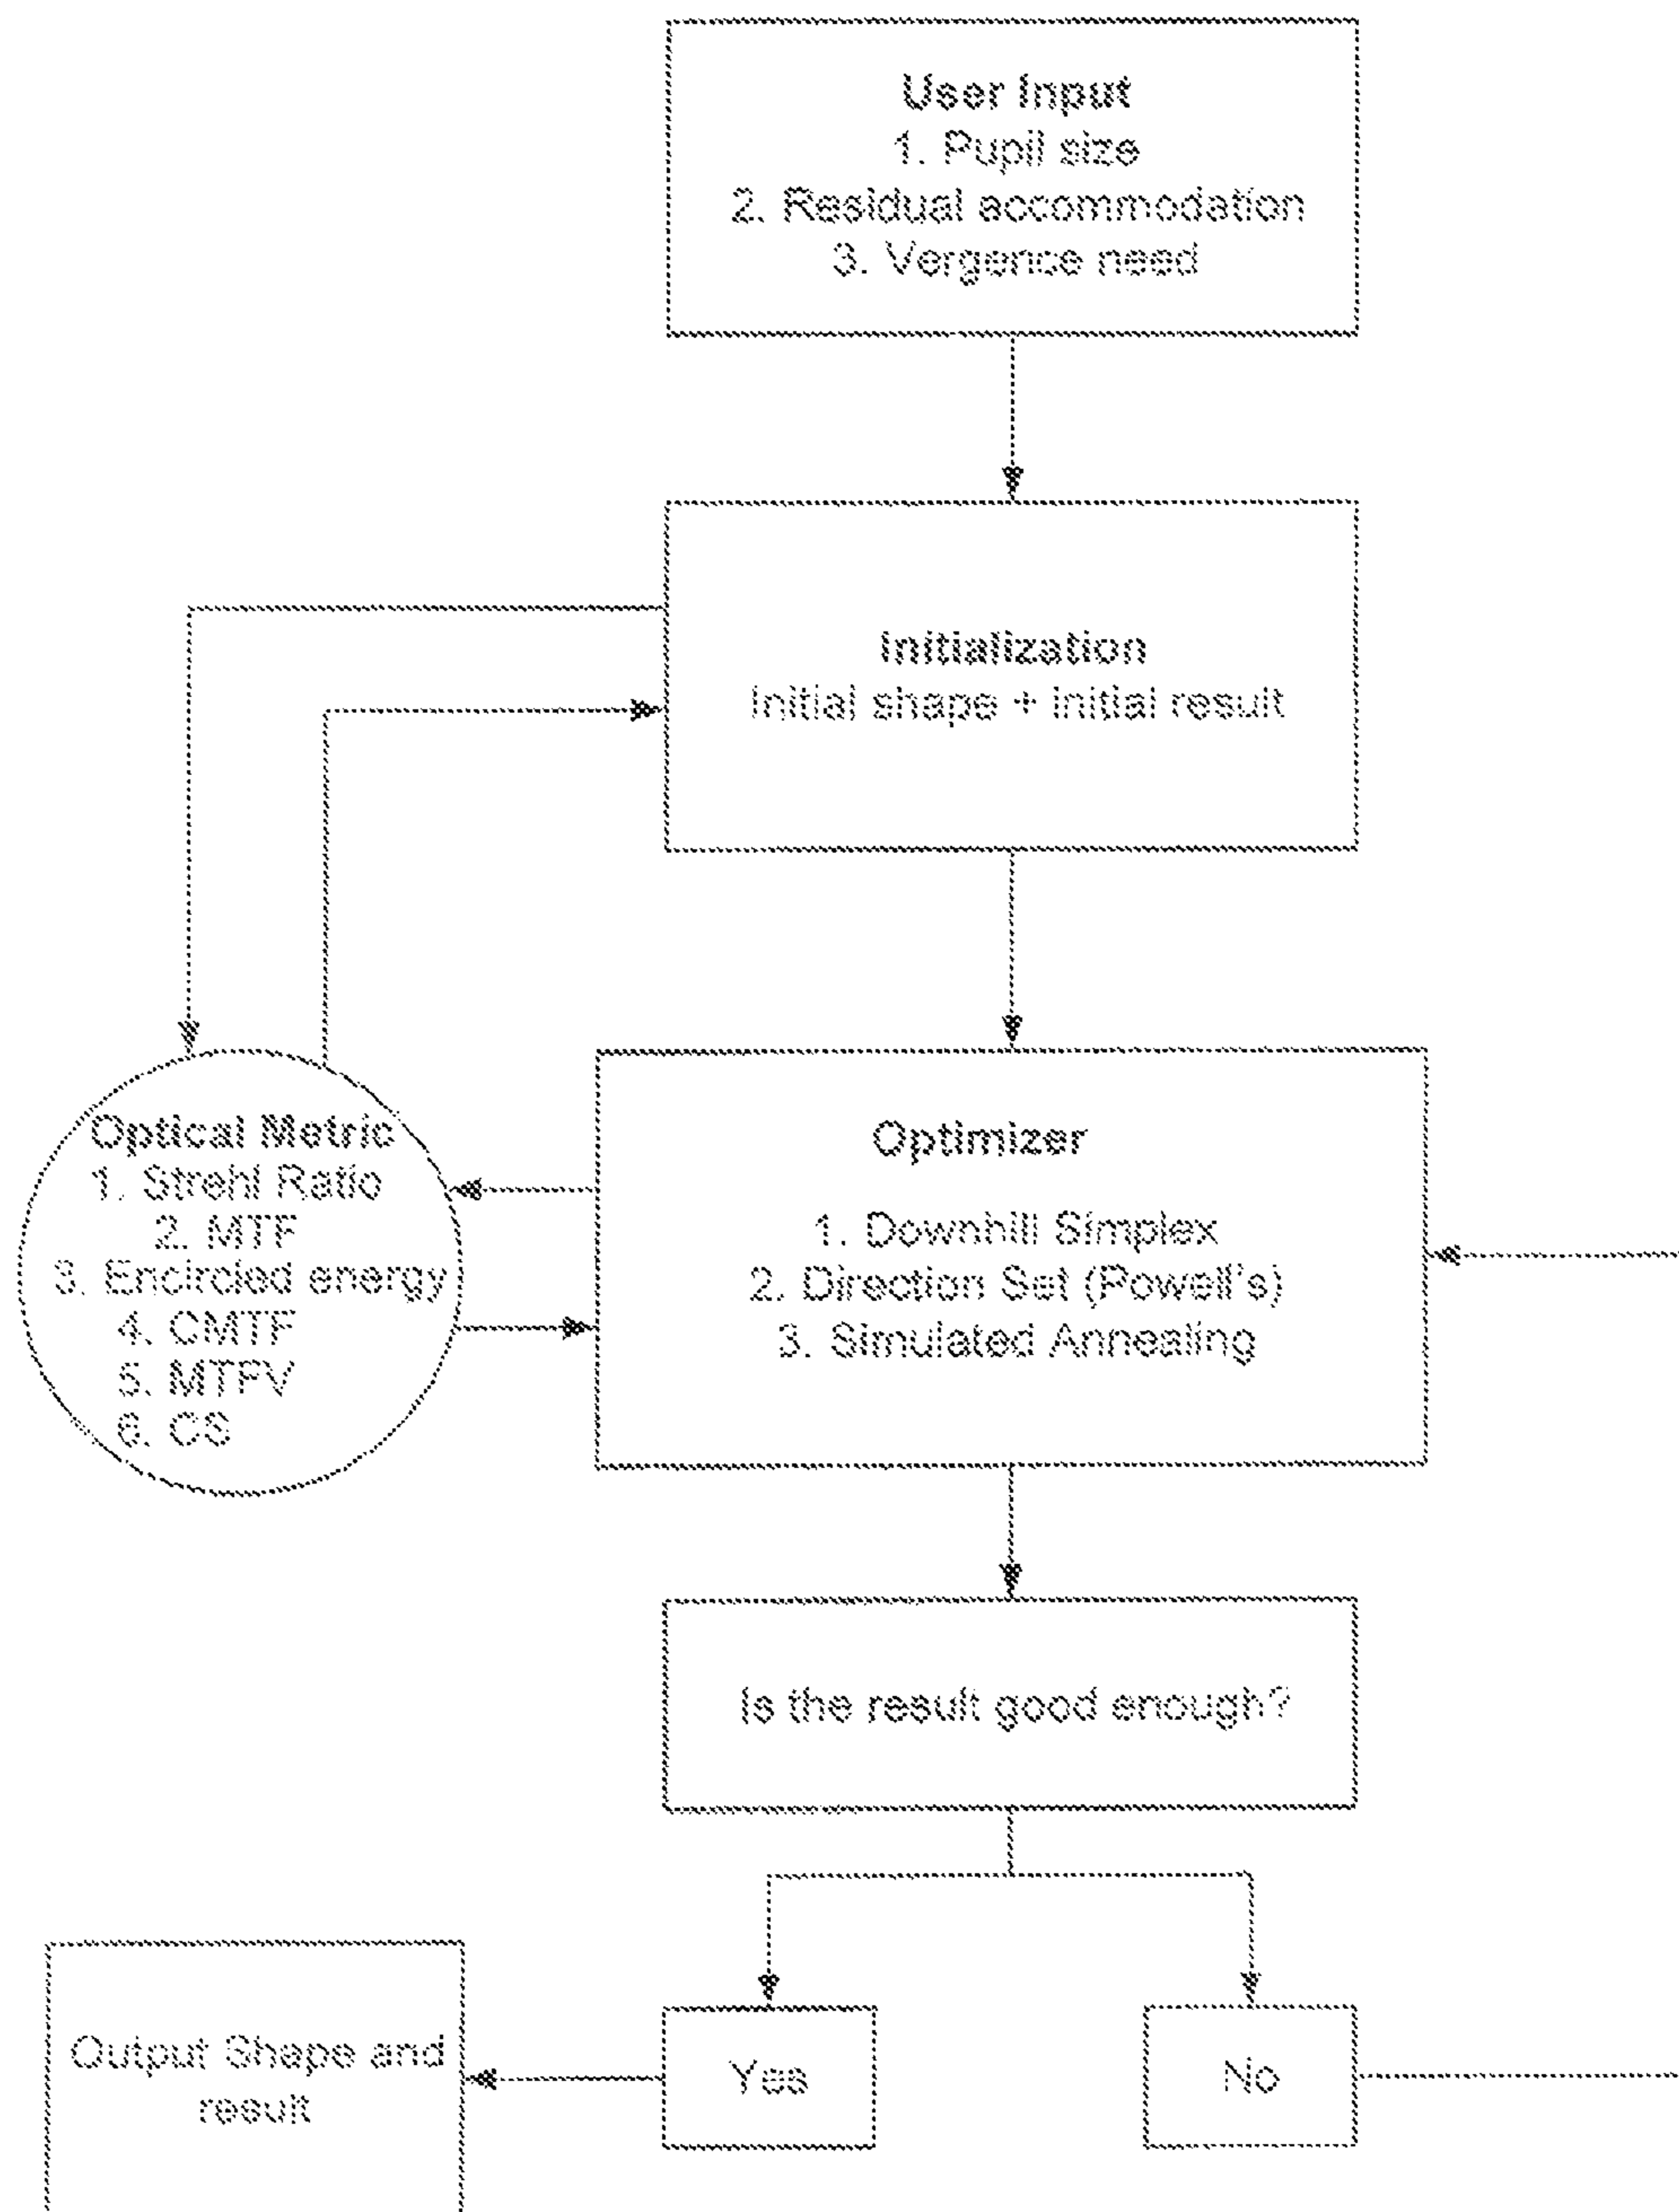 User Input
1. Pupil size
2. Residual accommodation
3. Vergence need
Initialization
Initial shape + initial result
Optical Metric
1. Strehl Ratio
2. MTF
3. Encircled energy
4. CMTF
5. MTFV
6. CS
Optimizer
1. Downhill Simplex
2. Direction Set (Powell's)
3. Simulated Annealing
Is the result good enough?
Yes
No
Output Shape and
result